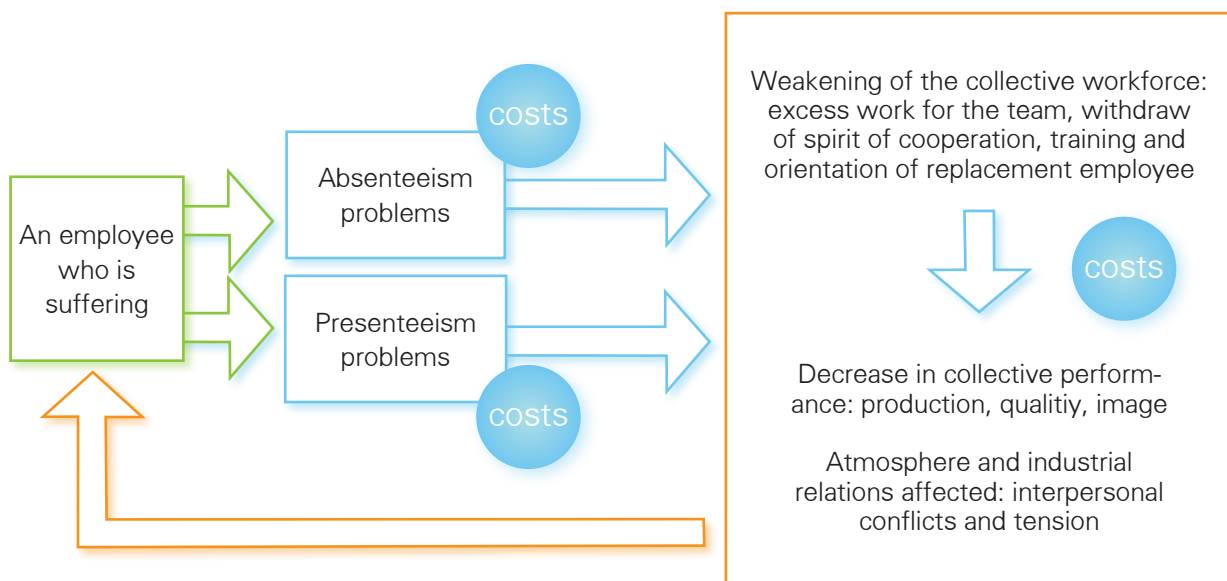 An employee
who is
suffering
costs
Absenteeism
problems
Presenteeism
problems
costs
Weakening of the collective workforce:
excess work for the team, withdraw
of spirit of cooperation, training and
orientation of replacement employee
costs
Decrease in collective perform-
ance: production, qualitiy, image
Atmosphere and industrial
relations affected: interpersonal
conflicts and tension